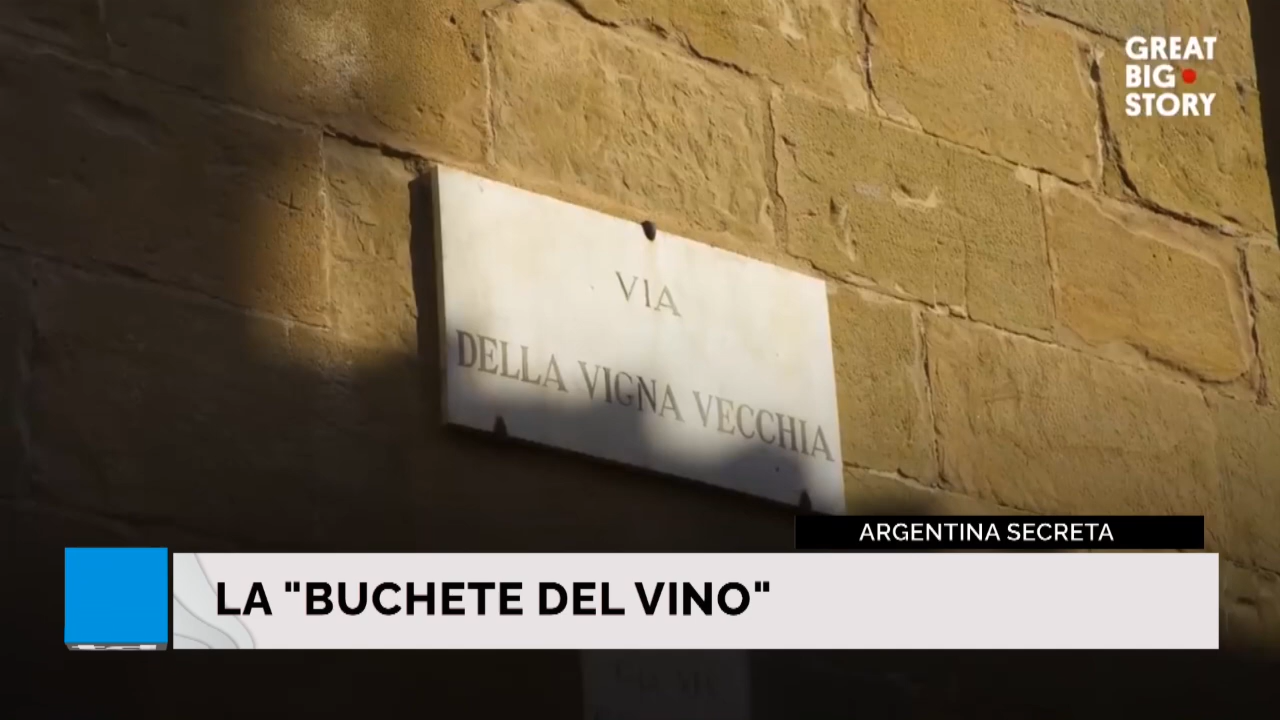 GREAT
BIG
STORY
VIA
DELLA VIGNA VECCHIA
ARGENTINA SECRETA
LA "BUCHETE DEL VINO"